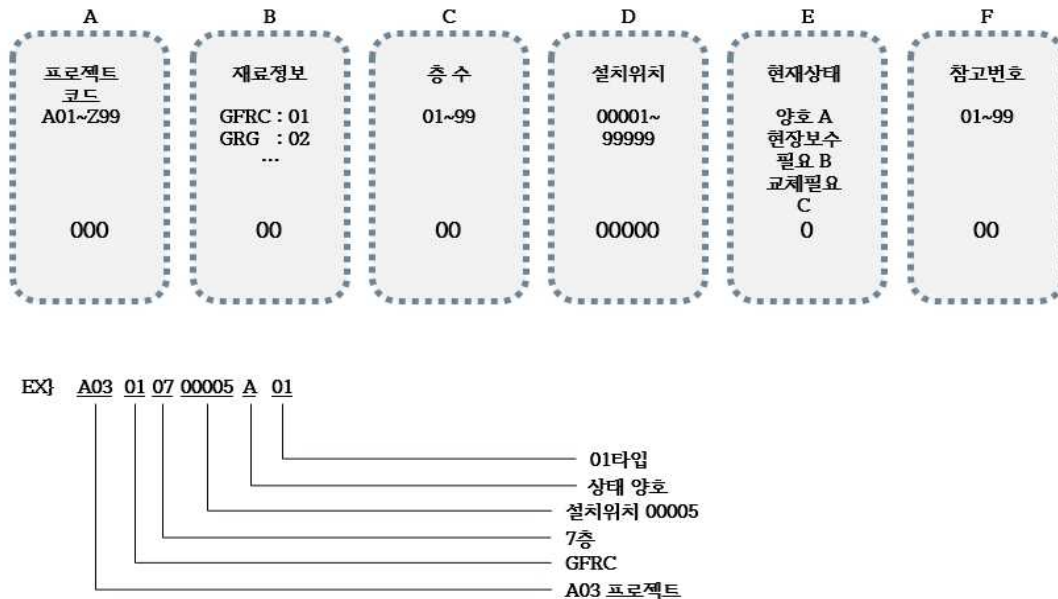 A B C D E F
프로젝트
코드
A01~Z99
000
재료정보
GFRC : 01
GRG : 02
...
00
층 수
01~99
00
설치위치
00001~
99999
00000
현재상태
양호 A
현장보수
필요 B
교체필요
C
0
참고번호
01~99
00
EX} A03 01 07 00005 A 01
01타입
상태 양호
설치위치 00005
7층
GFRC
A03 프로젝트